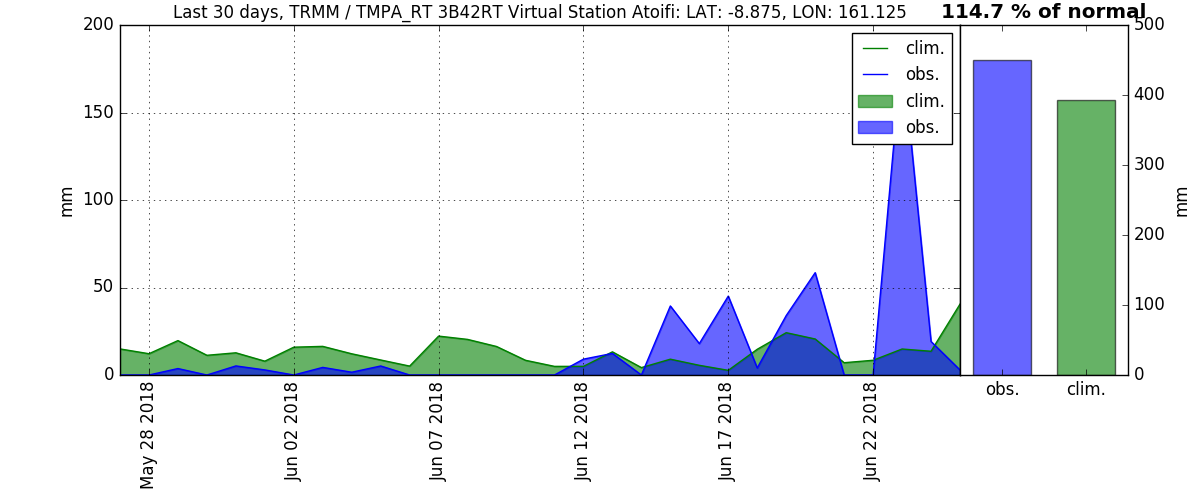 Last 30 days, TRMM / TMPA_RT 3B42RT Virtual Station Atoifi: LAT: -8.875, LON: 161.125
114.7 % of normal
200
150
100
50
0
mm
clim.
obs.
clim.
obs.
May 28 2018
Jun 02 2018
Jun 07 2018
Jun 12 2018
Jun 17 2018
Jun 22 2018
500
400
300
200
100
0
mm
obs.
clim.